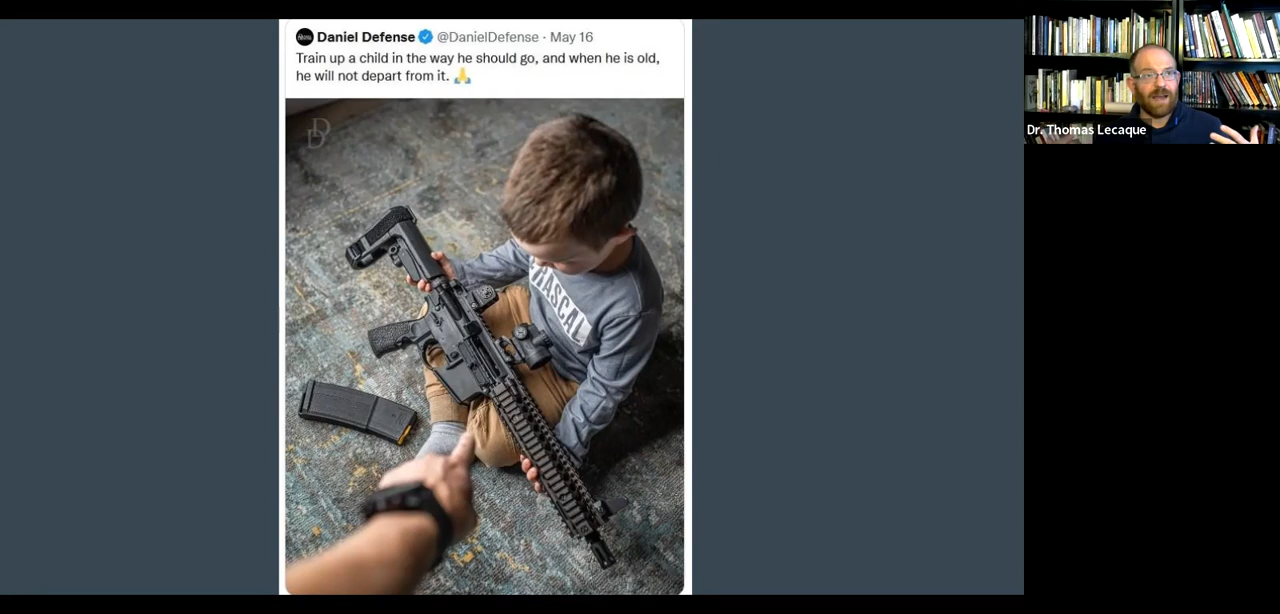 Daniel Defense @DanielDefense · May 16
Train up a child in the way he should go, and when he is old,
he will not depart from it. 🙏
DD
RASCAL
Dr. Thomas Lecaque